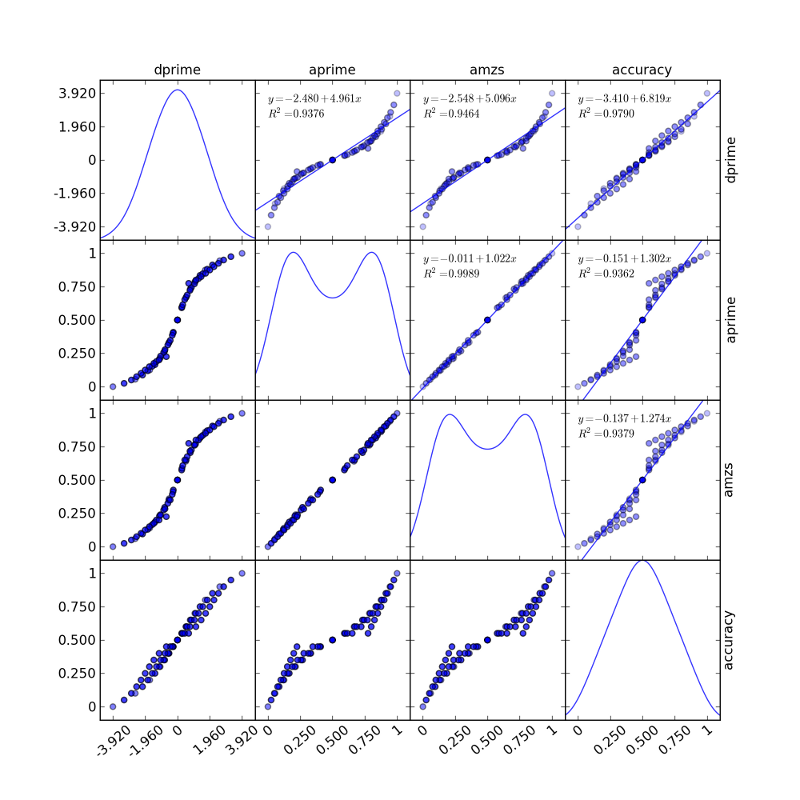 dprime aprime amzs accuracy
3.920
1.960
0
-1.960
-3.920
y=−2.480+4.961x
R² =0.9376
y=−2.548+5.096x
R² =0.9464
y=−3.410+6.819x
R² =0.9790
dprime
1
0.750
0.500
0.250
0
y=−0.011+1.022x
R² =0.9989
y=−0.151+1.302x
R² =0.9362
aprime
1
0.750
0.500
0.250
0
y=−0.137+1.274x
R² =0.9379
amzs
1
0.750
0.500
0.250
0
accuracy
-3.920 -1.960 0 1.960 3.920 0 0.250 0.500 0.750 1 0 0.250 0.500 0.750 1 0 0.250 0.500 0.750 1